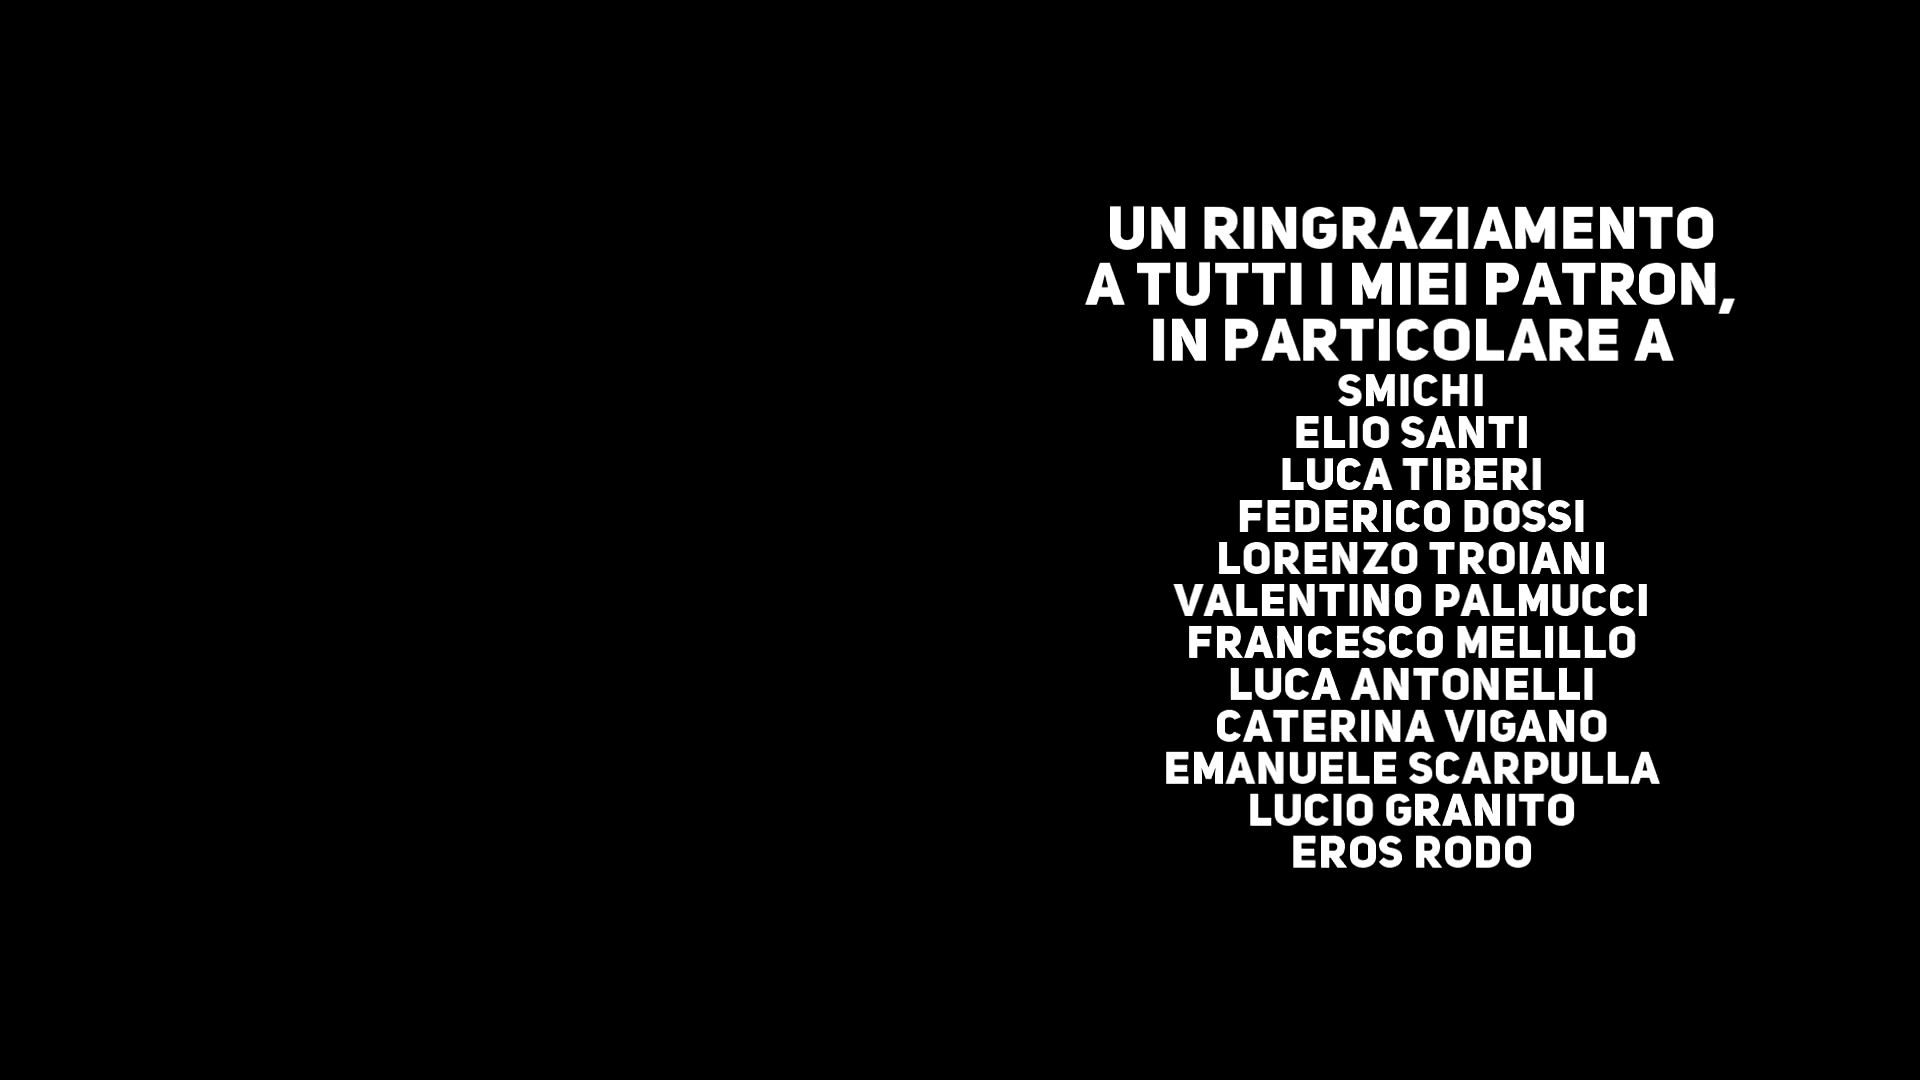 UN RINGRAZIAMENTO
A TUTTI I MIEI PATRON,
IN PARTICOLARE A
SMICHI
ELIO SANTI
LUCA TIBERI
FEDERICO DOSSI
LORENZO TROIANI
VALENTINO PALMUCCI
FRANCESCO MELILLO
LUCA ANTONELLI
CATERINA VIGANO
EMANUELE SCARPULLA
LUCIO GRANITO
EROS RODO